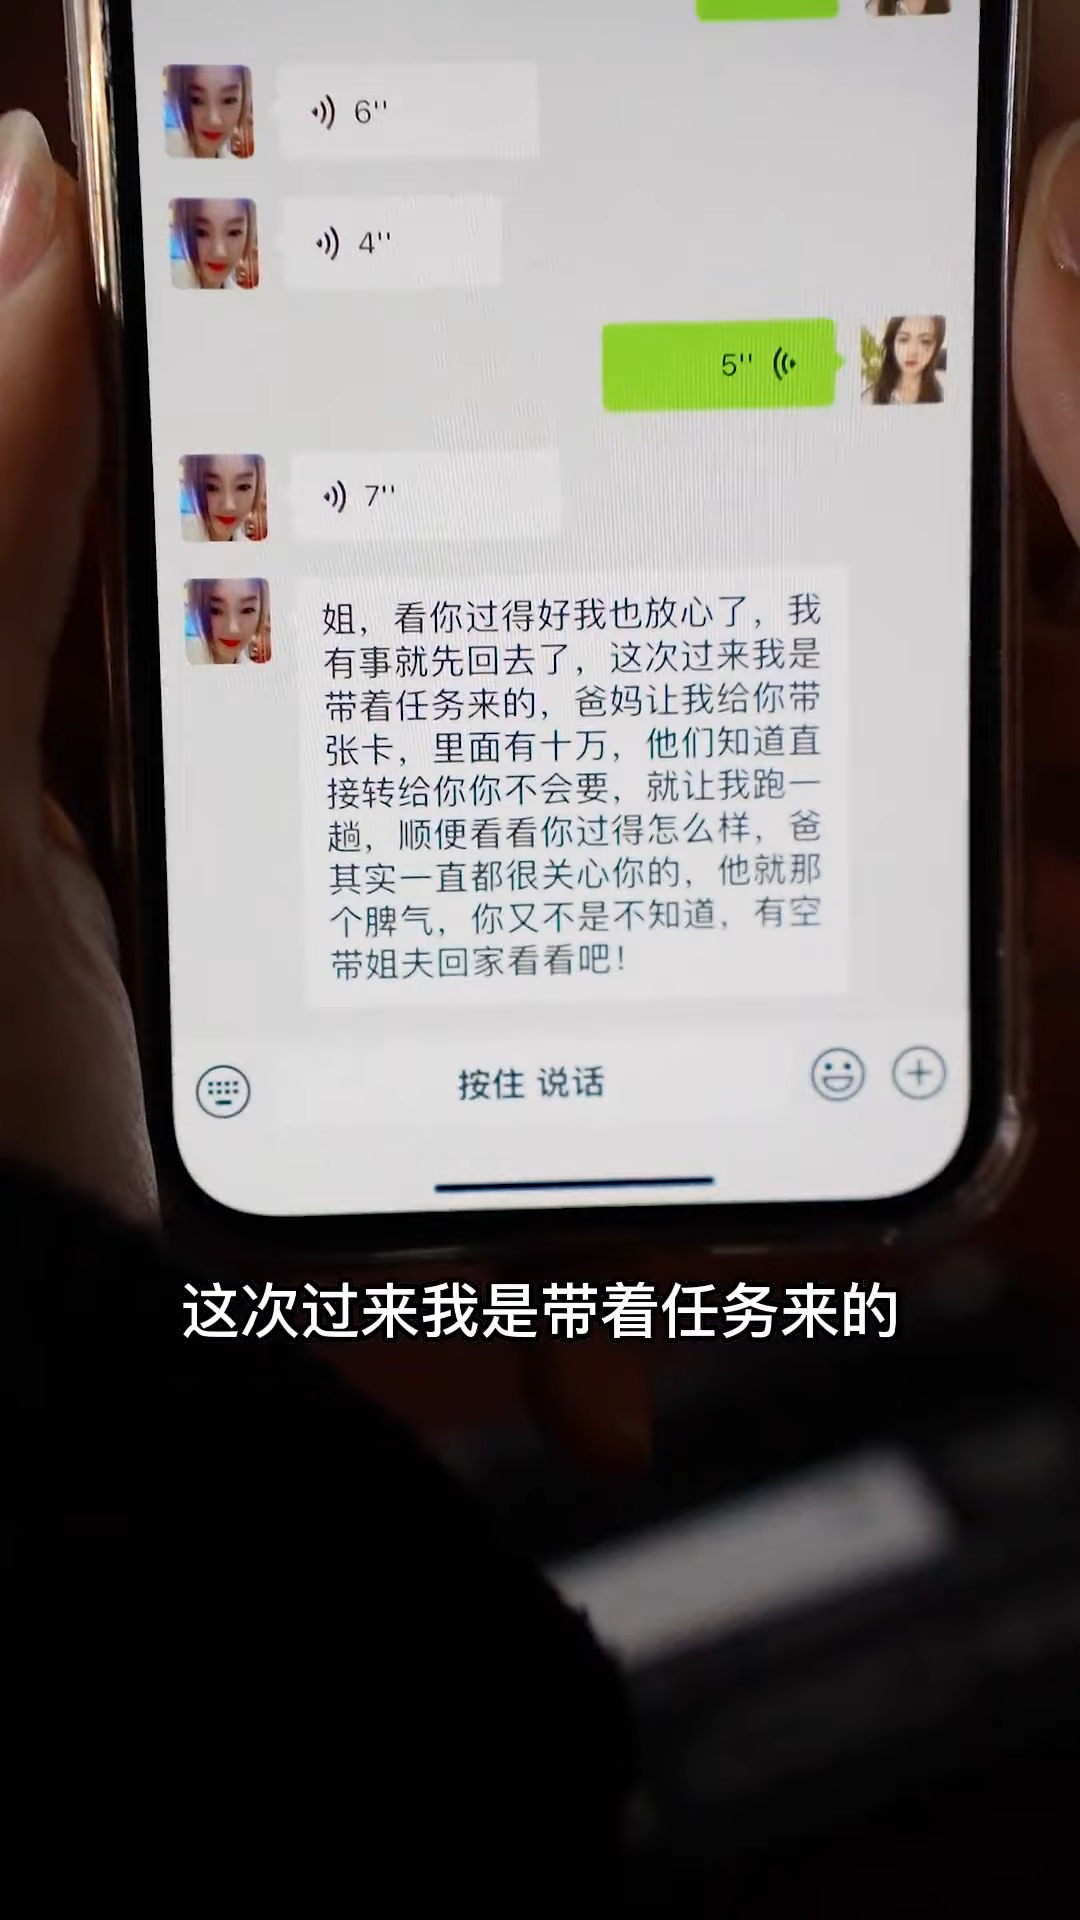 6''
4''
5''
7''
姐，看你过得好我也放心了，我
有事就先回去了，这次过来我是
带着任务来的，爸妈让我给你带
张卡，里面有十万，他们知道直
接转给你你不会要，就让我跑一
趟，顺便看看你过得怎么样，爸
其实一直都很关心你的，他就那
个脾气，你又不是不知道，有空
带姐夫回家看看吧！
按住 说话
这次过来我是带着任务来的